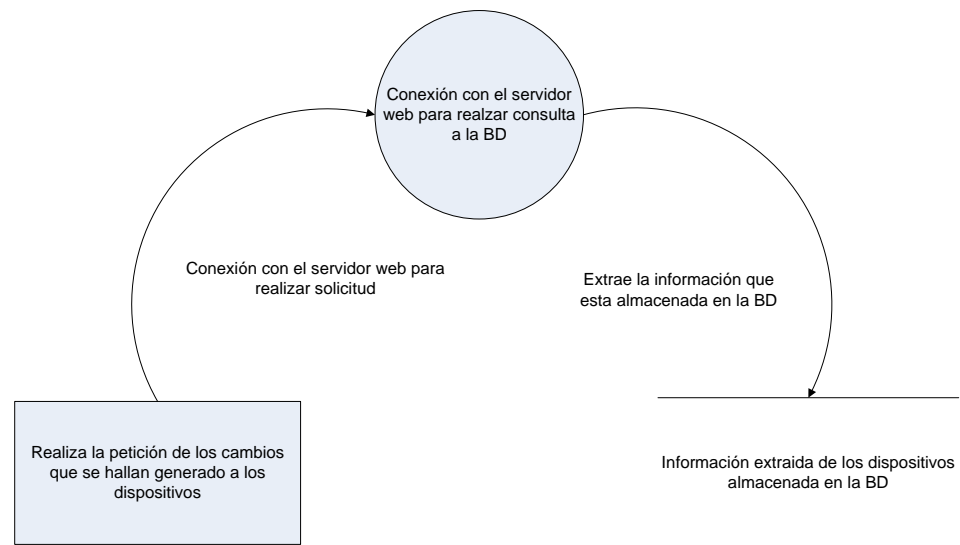 Conexión con el servidor
web para realzar consulta
a la BD
Conexión con el servidor web para
realizar solicitud
Extrae la información que
esta almacenada en la BD
Realiza la petición de los cambios
que se hallan generado a los
dispositivos
Información extraida de los dispositivos
almacenada en la BD